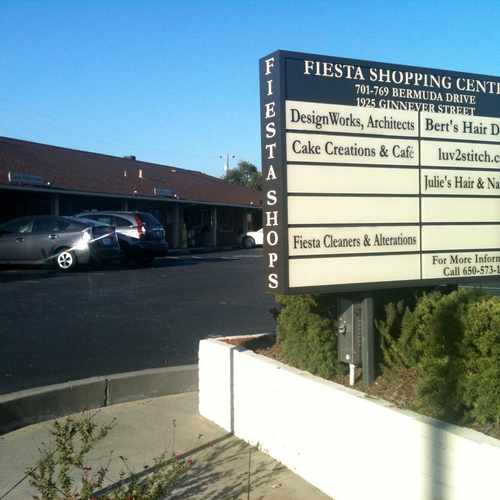 FIESTA SHOPS
FIESTA SHOPPING CENT
701-769 BERMUDA DRIVE
1925 GINNEVER STREET
DesignWorks, Architects
Bert's Hair D
Cake Creations & Café
luv2stitch.c
Julie's Hair & Na
Fiesta Cleaners & Alterations
For More Inform
Call 650-573-1